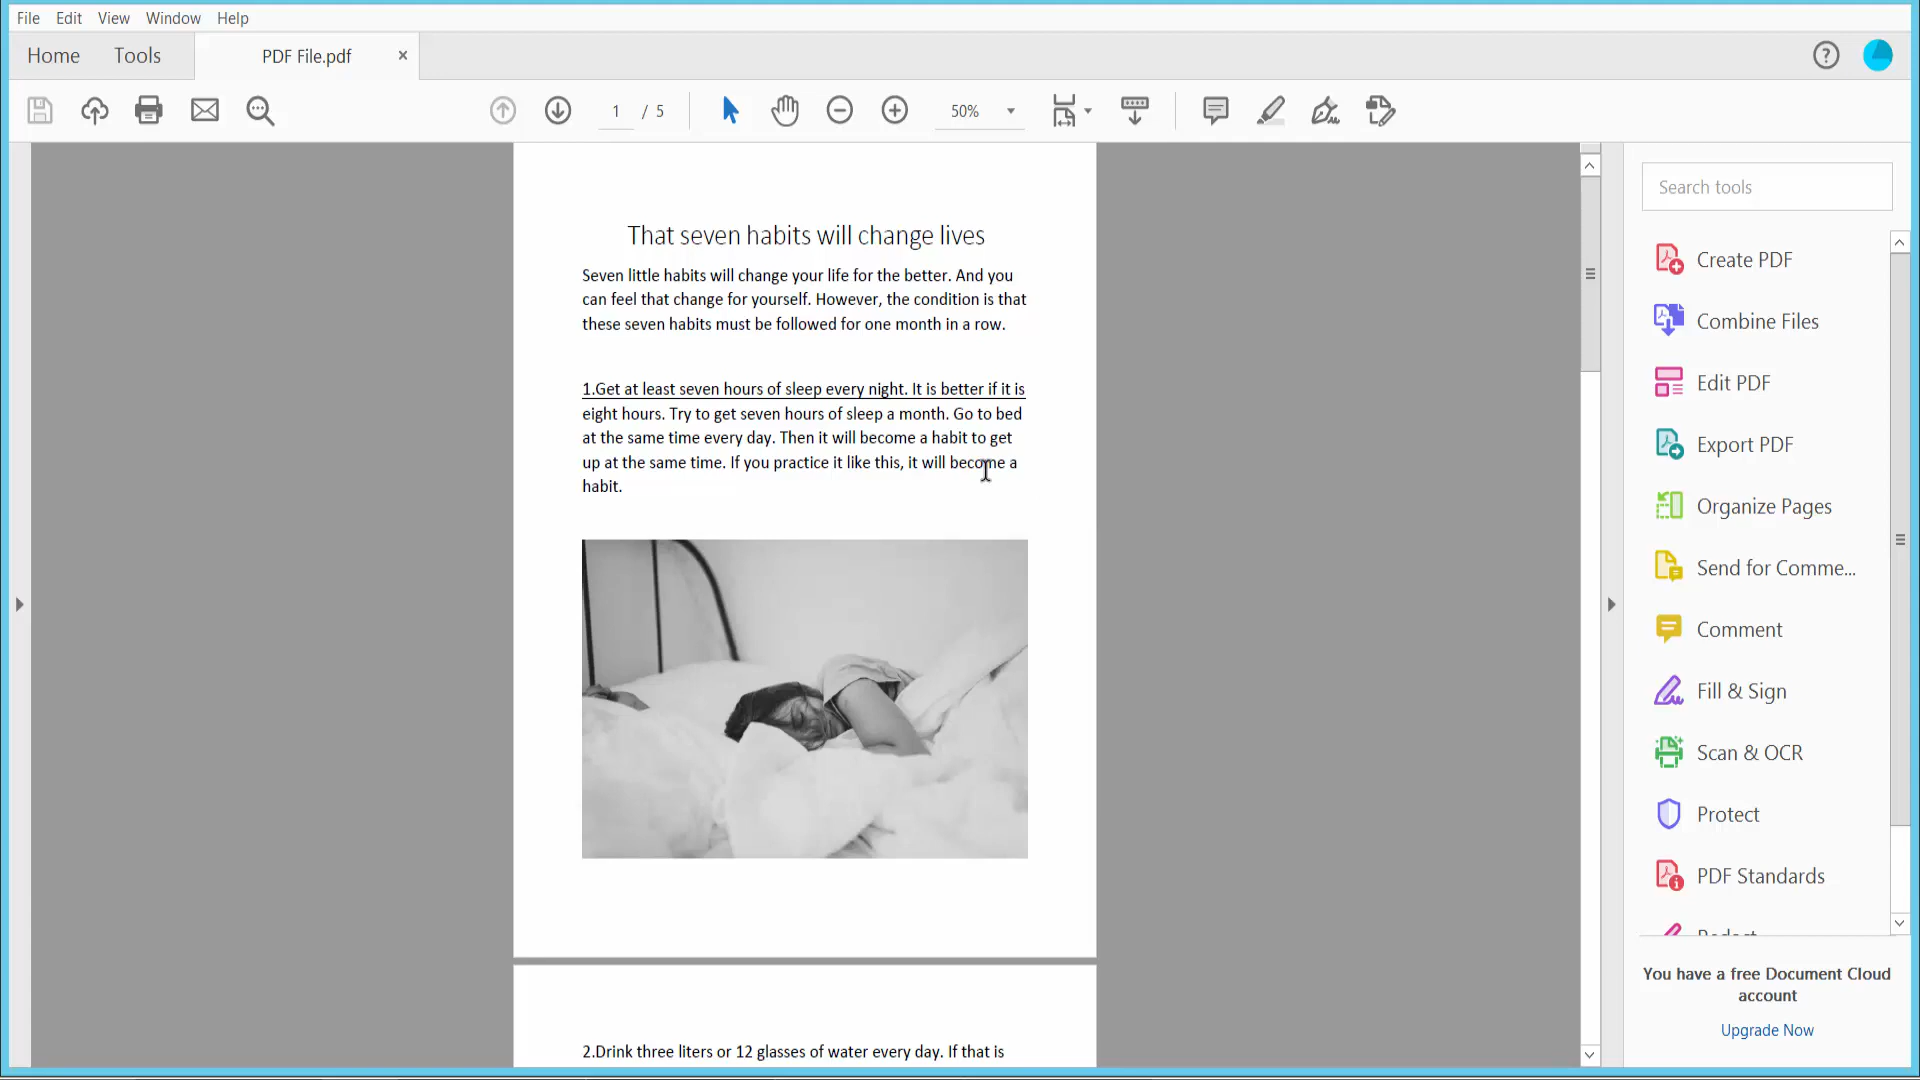 File Edit View Window Help
Home Tools PDF File.pdf ×
1 / 5 50%
That seven habits will change lives
Seven little habits will change your life for the better. And you
can feel that change for yourself. However, the condition is that
these seven habits must be followed for one month in a row.
1.Get at least seven hours of sleep every night. It is better if it is
eight hours. Try to get seven hours of sleep a month. Go to bed
at the same time every day. Then it will become a habit to get
up at the same time. If you practice it like this, it will become a
habit.
2.Drink three liters or 12 glasses of water every day. If that is
Search tools
Create PDF
Combine Files
Edit PDF
Export PDF
Organize Pages
Send for Comme...
Comment
Fill & Sign
Scan & OCR
Protect
PDF Standards
Redact
You have a free Document Cloud
account
Upgrade Now